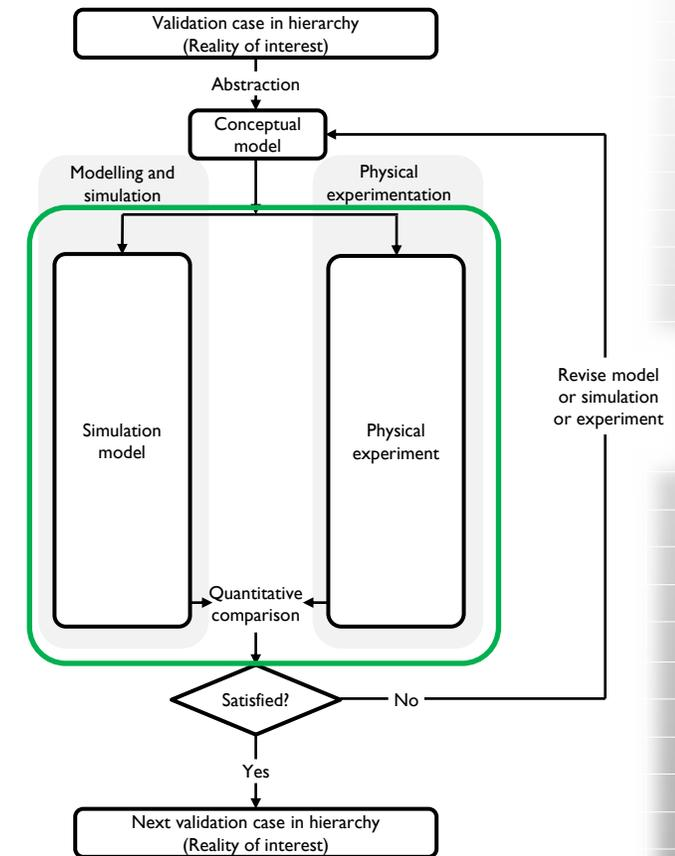 Validation case in hierarchy
(Reality of interest)
Abstraction
Conceptual
model
Modelling and
simulation
Physical
experimentation
Simulation
model
Physical
experiment
Revise model
or simulation
or experiment
Quantitative
comparison
Satisfied?
No
Yes
Next validation case in hierarchy
(Reality of interest)